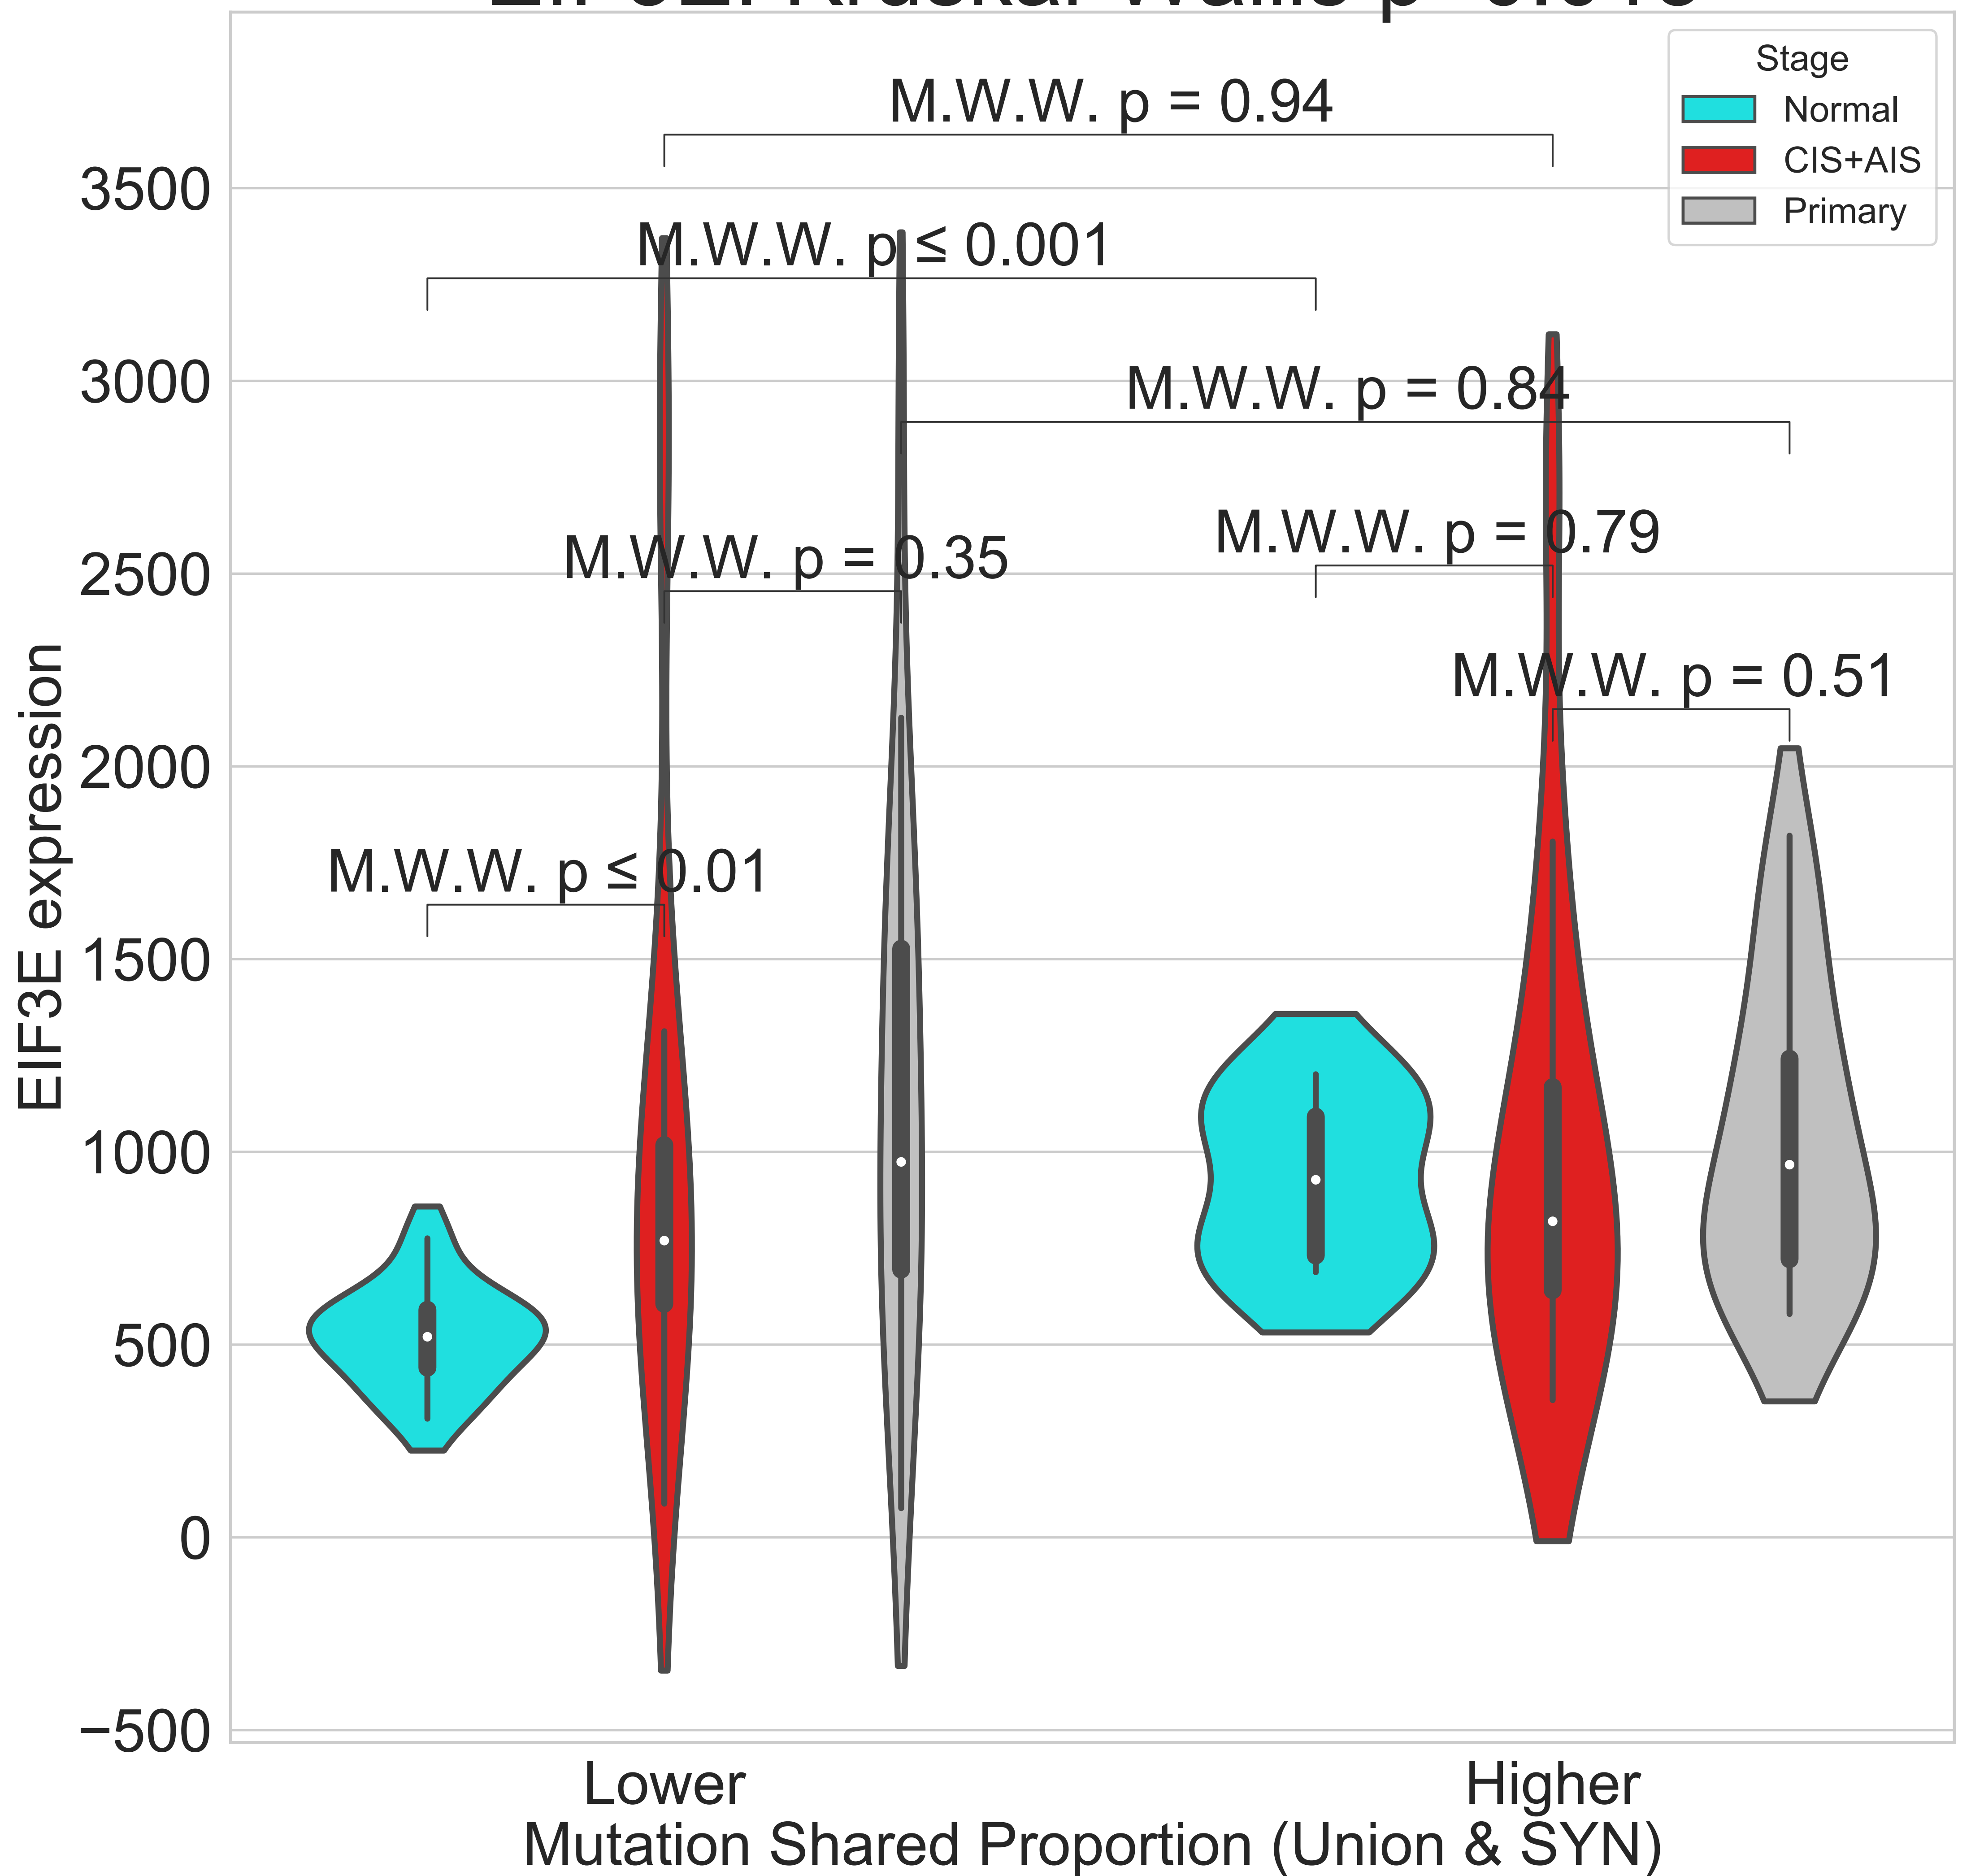 Stage
Normal
CIS+AIS
Primary
M.W.W. p = 0.94
3500
M.W.W. p ≤ 0.001
3000
M.W.W. p = 0.84
M.W.W. p = 0.79
2500
M.W.W. p = 0.35
M.W.W. p = 0.51
2000
M.W.W. p ≤ 0.01
1500
1000
500
0
−500
EIF3E expression
Lower
Higher
Mutation Shared Proportion (Union & SYN)